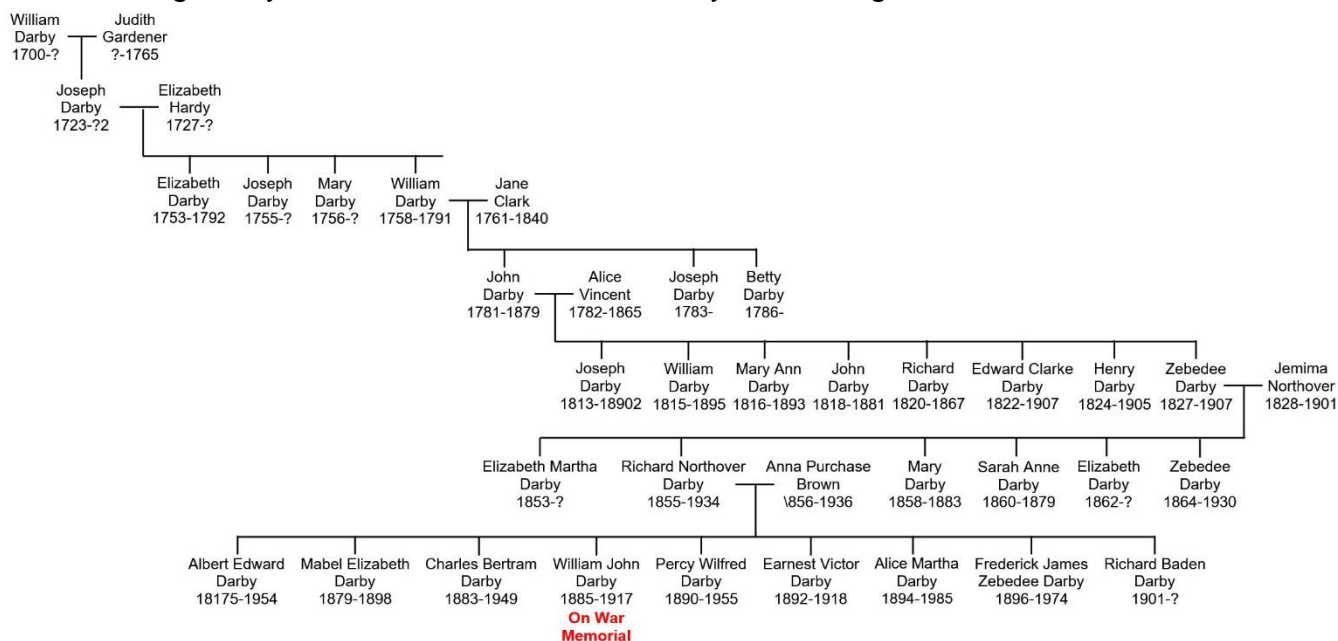 William
Darby
1700-?
Judith
Gardener
?-1765
Joseph
Darby
1723-?2
Elizabeth
Hardy
1727-?
Elizabeth
Darby
1753-1792
Joseph
Darby
1755-?
Mary
Darby
1756-?
William
Darby
1758-1791
Jane
Clark
1761-1840
John
Darby
1781-1879
Alice
Vincent
1782-1865
Joseph
Darby
1783-
Betty
Darby
1786-
Joseph
Darby
1813-18902
William
Darby
1815-1895
Mary Ann
Darby
1816-1893
John
Darby
1818-1881
Richard
Darby
1820-1867
Edward Clarke
Darby
1822-1907
Henry
Darby
1824-1905
Zebedee
Darby
1827-1907
Jemima
Northover
1828-1901
Elizabeth Martha
Darby
1853-?
Richard Northover
Darby
1855-1934
Anna Purchase
Brown
\856-1936
Mary
Darby
1858-1883
Sarah Anne
Darby
1860-1879
Elizabeth
Darby
1862-?
Zebedee
Darby
1864-1930
Albert Edward
Darby
18175-1954
Mabel Elizabeth
Darby
1879-1898
Charles Bertram
Darby
1883-1949
William John
Darby
1885-1917
On War
Memorial
Percy Wilfred
Darby
1890-1955
Earnest Victor
Darby
1892-1918
Alice Martha
Darby
1894-1985
Frederick James
Zebedee Darby
1896-1974
Richard Baden
Darby
1901-?